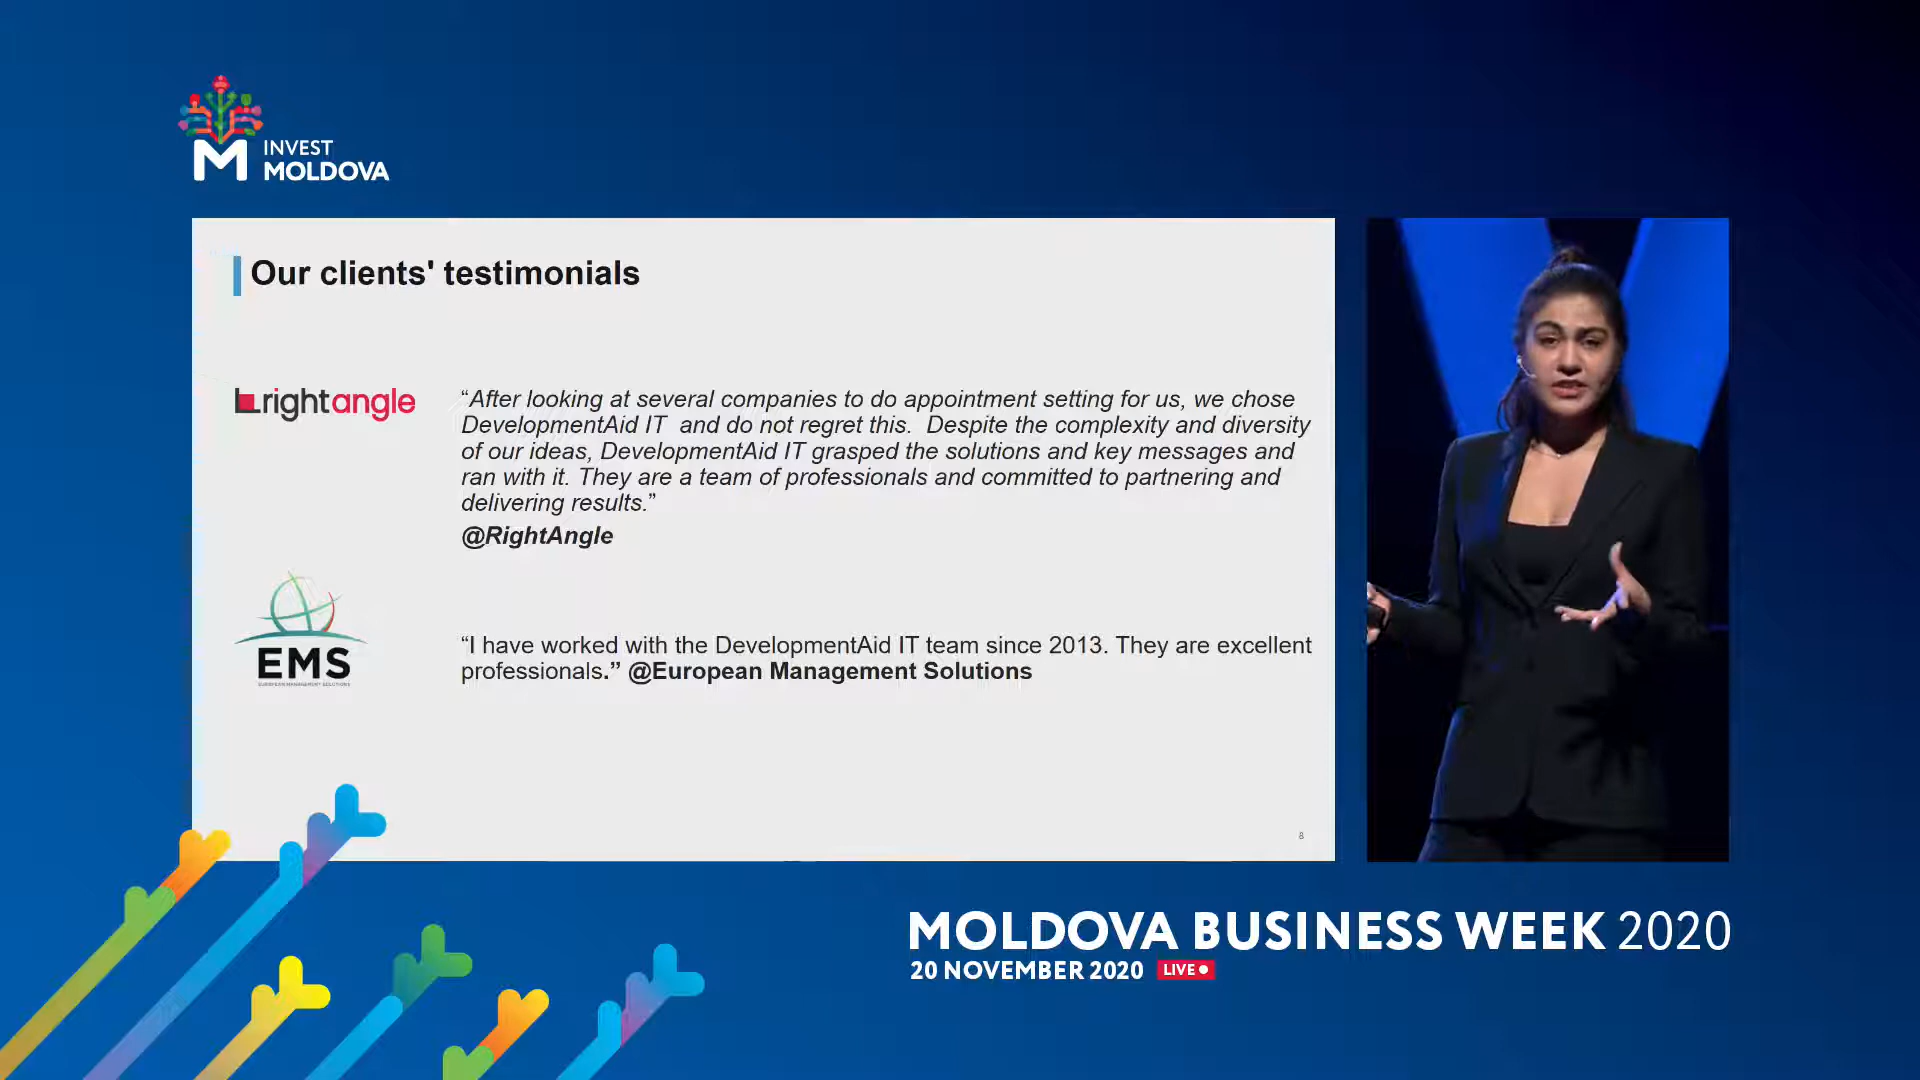 INVEST
MOLDOVA
Our clients' testimonials
rightangle
“After looking at several companies to do appointment setting for us, we chose
DevelopmentAid IT  and do not regret this.  Despite the complexity and diversity
of our ideas, DevelopmentAid IT grasped the solutions and key messages and
ran with it. They are a team of professionals and committed to partnering and
delivering results.”
@RightAngle
EMS
EUROPEAN MANAGEMENT SOLUTIONS
“I have worked with the DevelopmentAid IT team since 2013. They are excellent
professionals.” @European Management Solutions
8
MOLDOVA BUSINESS WEEK 2020
20 NOVEMBER 2020 LIVE